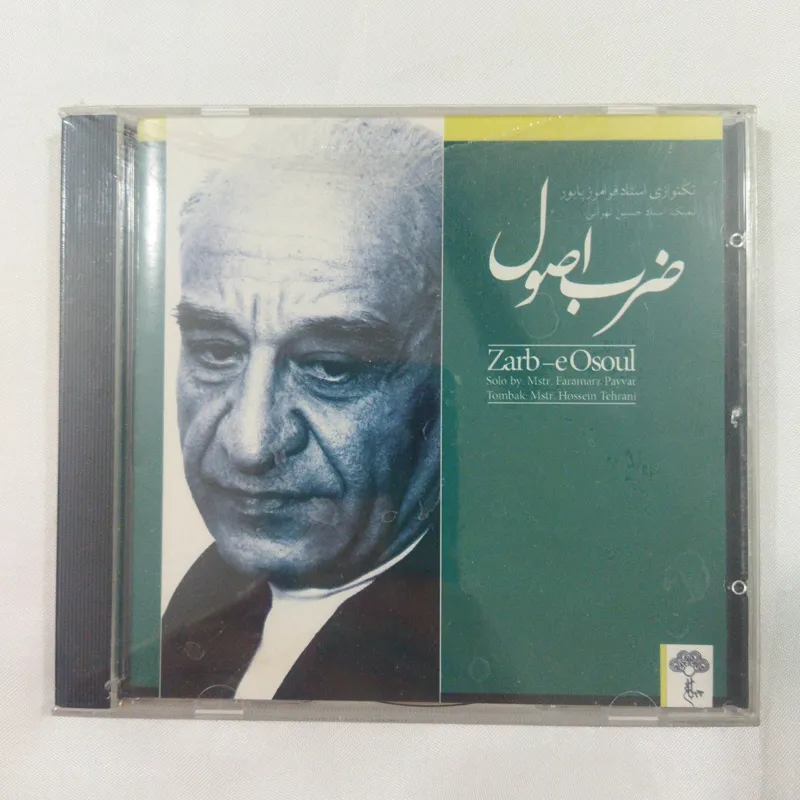 تکنوازی استاد فرامرز پایور
تمبک: استاد حسین تهرانی
ضرب اصول
Zarb-e Osoul
Solo by: Mstr. Faramarz Payvar
Tombak: Mstr. Hossein Tehrani